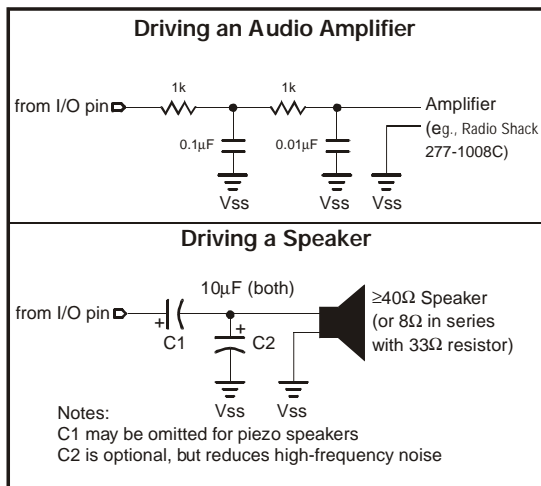 Driving an Audio Amplifier
1k
1k
from I/O pin
Amplifier
(eg., Radio Shack
277-1008C)
0.1µF
0.01µF
Vss
Vss
Vss
Driving a Speaker
10µF (both)
from I/O pin
+
C1
+
C2
≥40Ω Speaker
(or 8Ω in series
with 33Ω resistor)
Vss
Vss
Notes:
C1 may be omitted for piezo speakers
C2 is optional, but reduces high-frequency noise